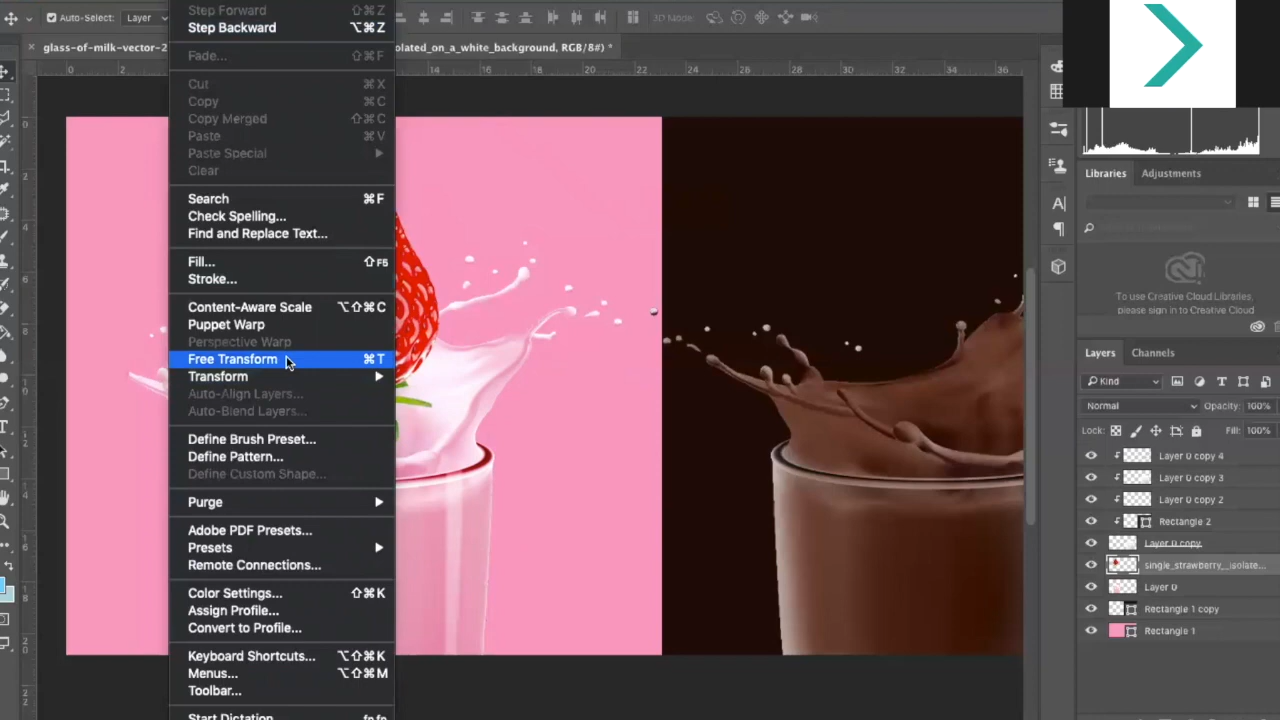 Step Forward ⇧⌘Z
Auto-Select: Layer
3D Mode:
Step Backward ⌥⌘Z
glass-of-milk-vector-2
olated_on_a_white_background, RGB/8#) *
Fade... ⇧⌘F
0 2 14 16 18 20 22 24 26 28 30 32 34 36
Cut ⌘X
Copy ⌘C
Copy Merged ⇧⌘C
Paste ⌘V
Paste Special
Clear
Search ⌘F
Check Spelling...
Find and Replace Text...
Fill... ⇧F5
Stroke...
Content-Aware Scale ⌥⇧⌘C
Puppet Warp
Perspective Warp
Free Transform ⌘T
Transform
Auto-Align Layers...
Auto-Blend Layers...
Define Brush Preset...
Define Pattern...
Define Custom Shape...
Purge
Adobe PDF Presets...
Presets
Remote Connections...
Color Settings... ⇧⌘K
Assign Profile...
Convert to Profile...
Keyboard Shortcuts... ⌥⇧⌘K
Menus... ⌥⇧⌘M
Toolbar...
Start Dictation fn fn
Libraries Adjustments
To use Creative Cloud Libraries,
please sign in to Creative Cloud
Layers Channels
Kind
Normal Opacity: 100%
Lock: Fill: 100%
Layer 0 copy 4
Layer 0 copy 3
Layer 0 copy 2
Rectangle 2
Layer 0 copy
single_strawberry__isolate...
Layer 0
Rectangle 1 copy
Rectangle 1